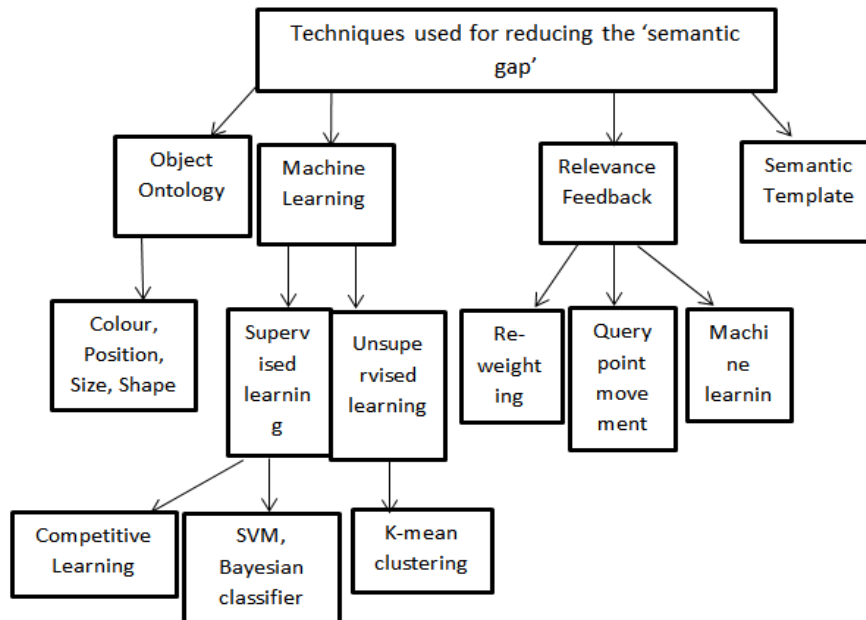 Techniques used for reducing the ‘semantic
gap’
Object
Ontology
Machine
Learning
Relevance
Feedback
Semantic
Template
Colour,
Position,
Size, Shape
Superv
ised
learnin
g
Unsupe
rvised
learning
Re-
weight
ing
Query
point
move
ment
Machi
ne
learnin
Competitive
Learning
SVM,
Bayesian
classifier
K-mean
clustering